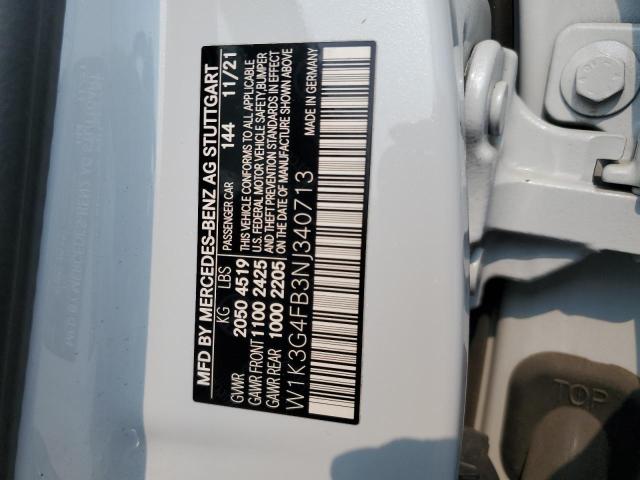 MFD BY MERCEDES-BENZ AG STUTTGART
KG LBS PASSENGER CAR 144 11/21
GVWR 2050 4519 THIS VEHICLE CONFORMS TO ALL APPLICABLE
GAWR FRONT 1100 2425 U.S. FEDERAL MOTOR VEHICLE SAFETY, BUMPER
GAWR REAR 1000 2205 AND THEFT PREVENTION STANDARDS IN EFFECT
ON THE DATE OF MANUFACTURE SHOWN ABOVE
W1K3G4FB3NJ340713 MADE IN GERMANY
TOP